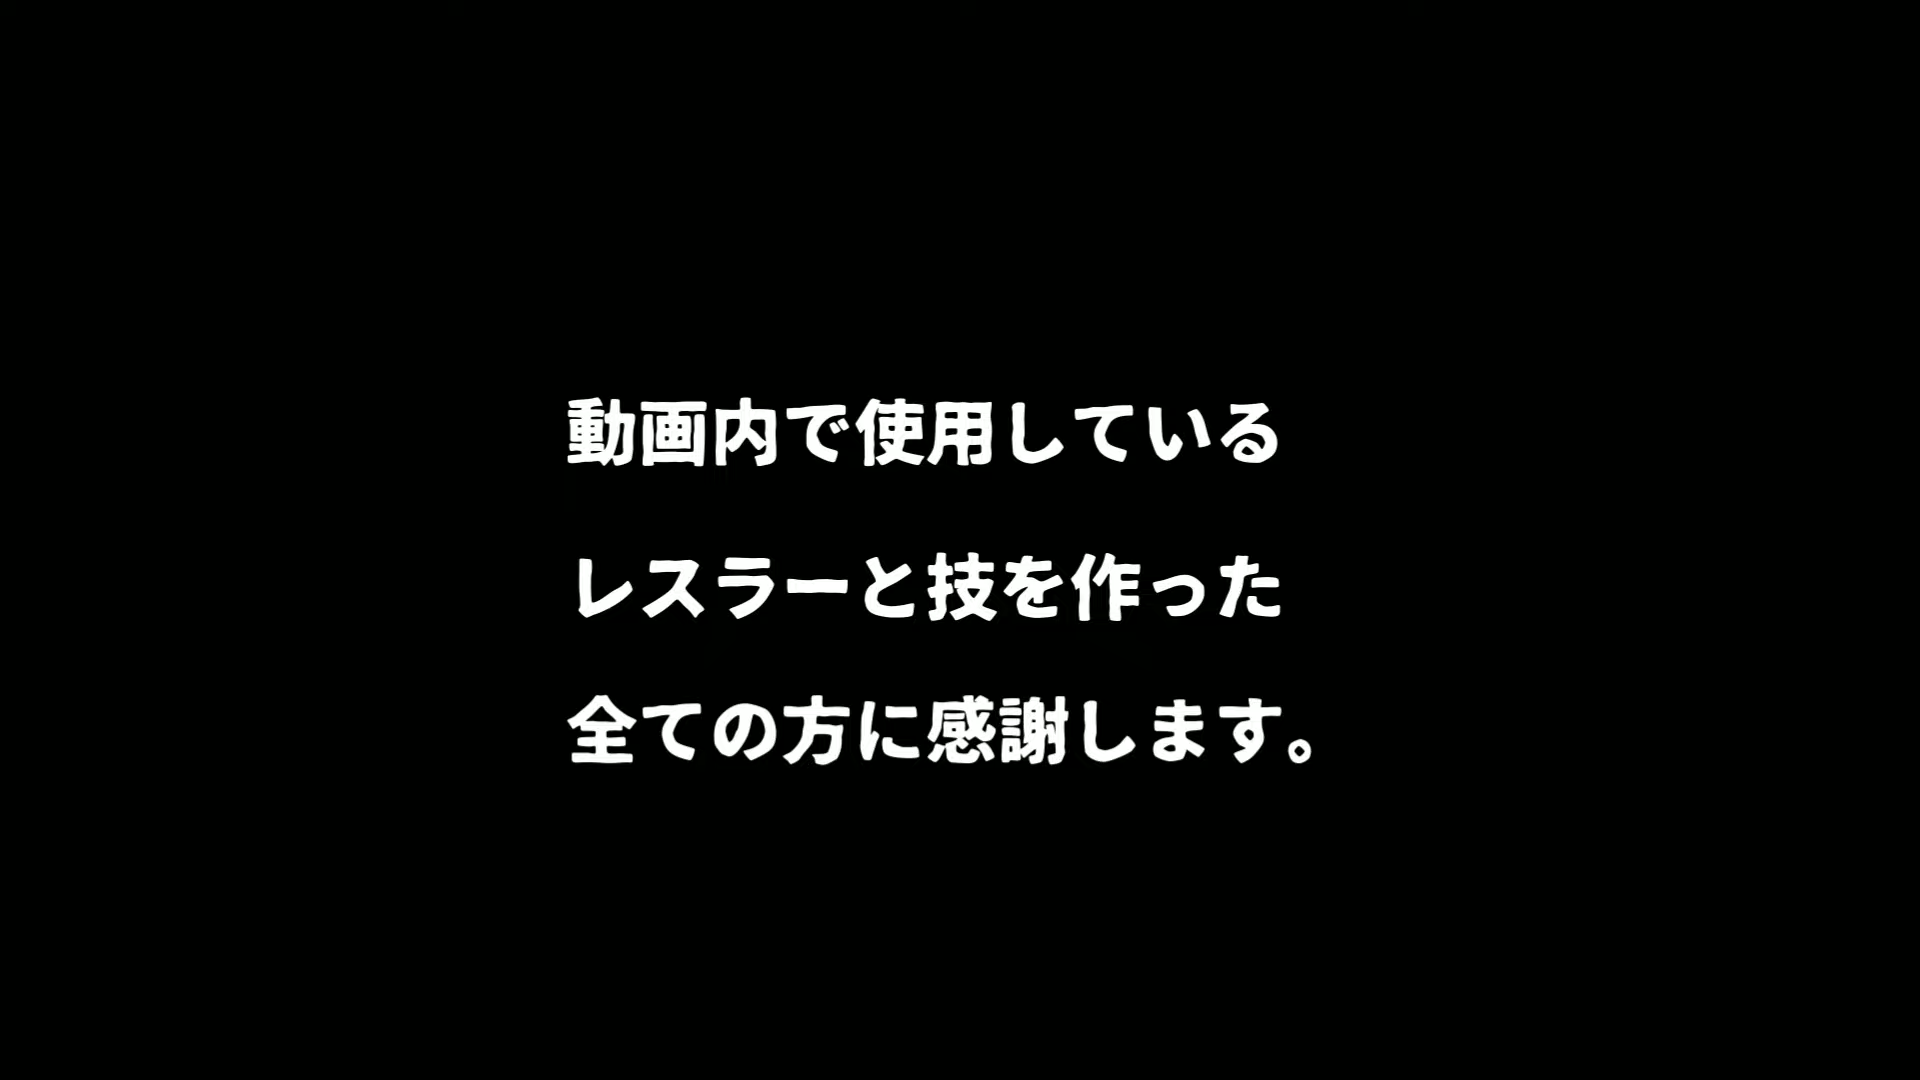 動画内で使用している
レスラーと技を作った
全ての方に感謝します。